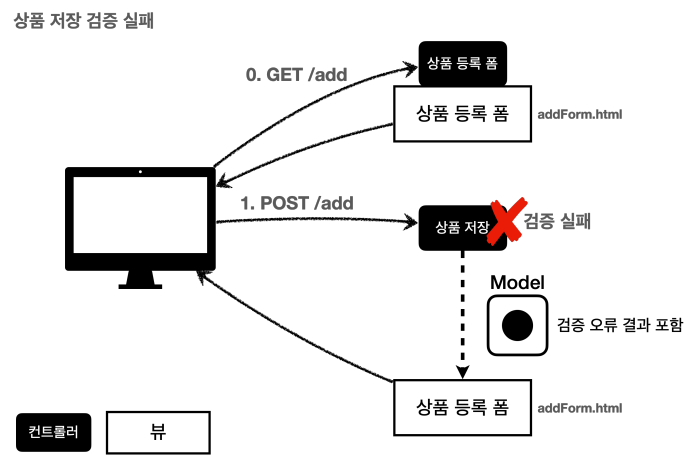 상품 저장 검증 실패
0. GET /add
상품 등록 폼
상품 등록 폼
addForm.html
1. POST /add
상품 저장
검증 실패
Model
검증 오류 결과 포함
상품 등록 폼
addForm.html
컨트롤러
뷰